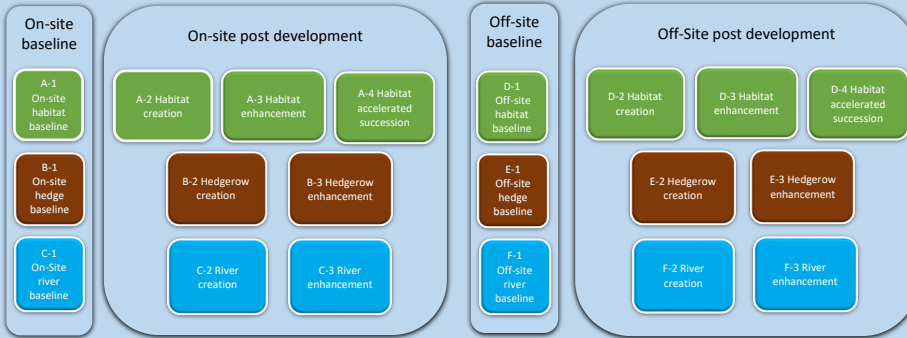 On-site
baseline
A-1
On-site
habitat
baseline
B-1
On-site
hedge
baseline
C-1
On-Site
river
baseline
On-site post development
A-2 Habitat
creation
A-3 Habitat
enhancement
A-4 Habitat
accelerated
succession
B-2 Hedgerow
creation
B-3 Hedgerow
enhancement
C-2 River
creation
C-3 River
enhancement
Off-site
baseline
D-1
Off-site
habitat
baseline
E-1
Off-site
hedge
baseline
F-1
Off-site
river
baseline
Off-Site post development
D-2 Habitat
creation
D-3 Habitat
enhancement
D-4 Habitat
accelerated
succession
E-2 Hedgerow
creation
E-3 Hedgerow
enhancement
F-2 River
creation
F-3 River
enhancement